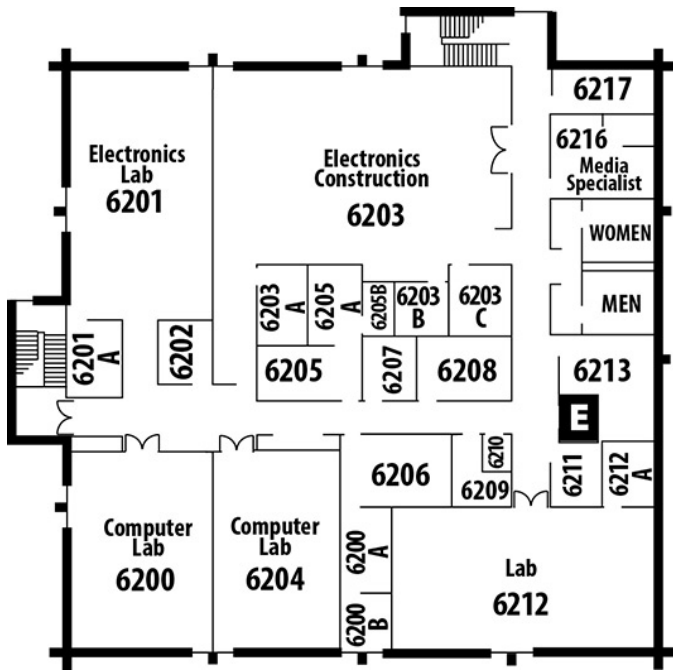 6217
6216
Media
Specialist
WOMEN
MEN
Electronics
Lab
6201
Electronics
Construction
6203
6203
A
6205
A
6205B
6203
B
6203
C
6201
A
6202
6205
6207
6208
6213
E
6206
6210
6209
6211
6212
A
Computer
Lab
6200
Computer
Lab
6204
6200
A
6200
B
Lab
6212